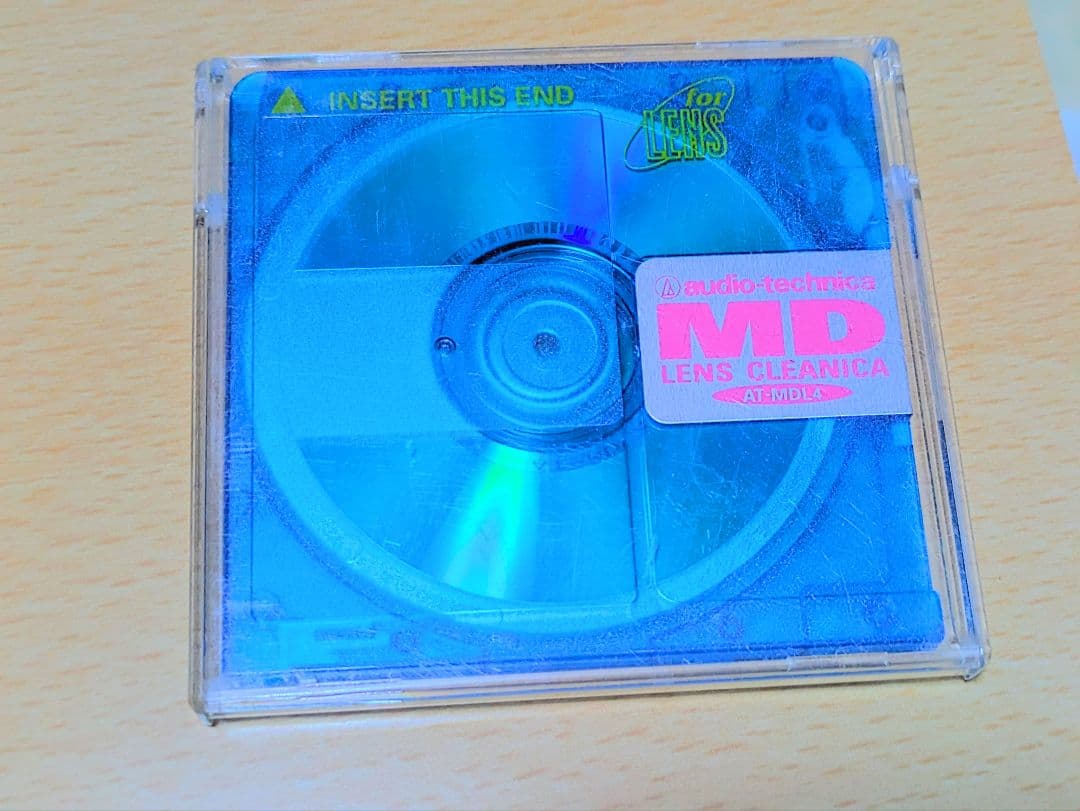 INSERT THIS END
for
LENS
audio-technica
MD
LENS CLEANICA
AT-MDL4